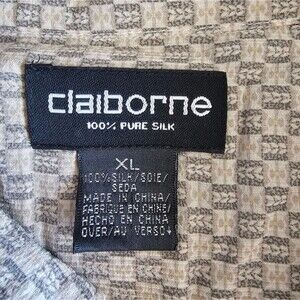 claiborne
100% PURE SILK
XL
100% SILK/SOIE/
SEDA
MADE IN CHINA/
FABRIQUE EN CHINE/
HECHO EN CHINA
OVER/AU VERSO4